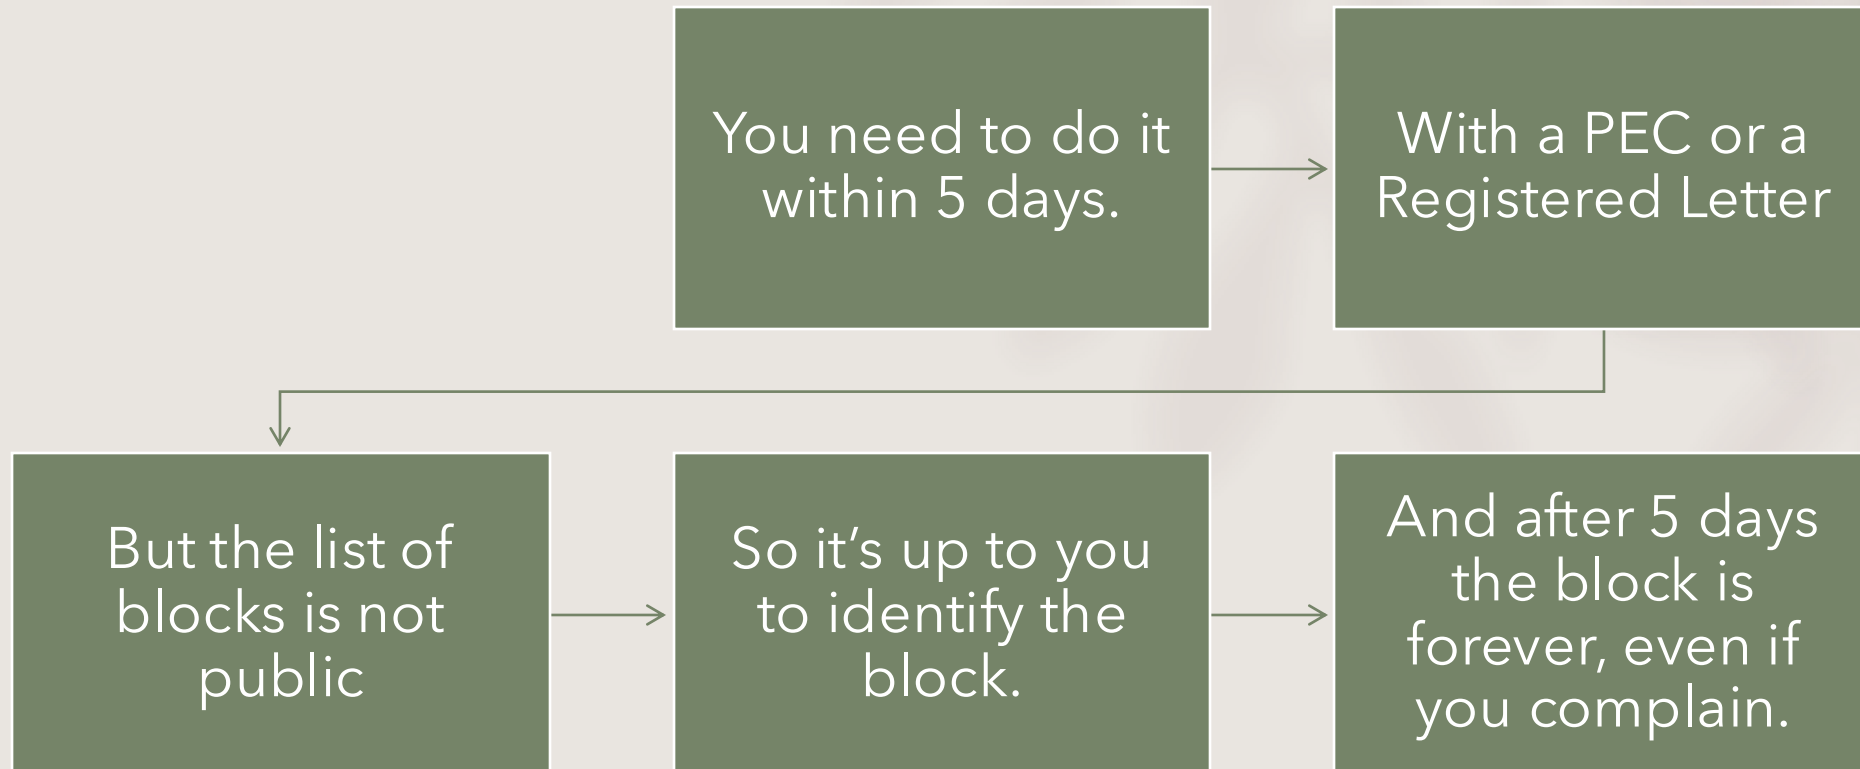 You need to do it
within 5 days.
With a PEC or a
Registered Letter
But the list of
blocks is not
public
So it’s up to you
to identify the
block.
And after 5 days
the block is
forever, even if
you complain.